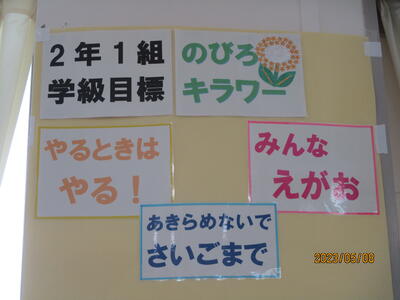 2年1組
学級目標
のびろ
キラワー
やるときは
やる！
みんな
えがお
あきらめないで
さいごまで
2023/05/08